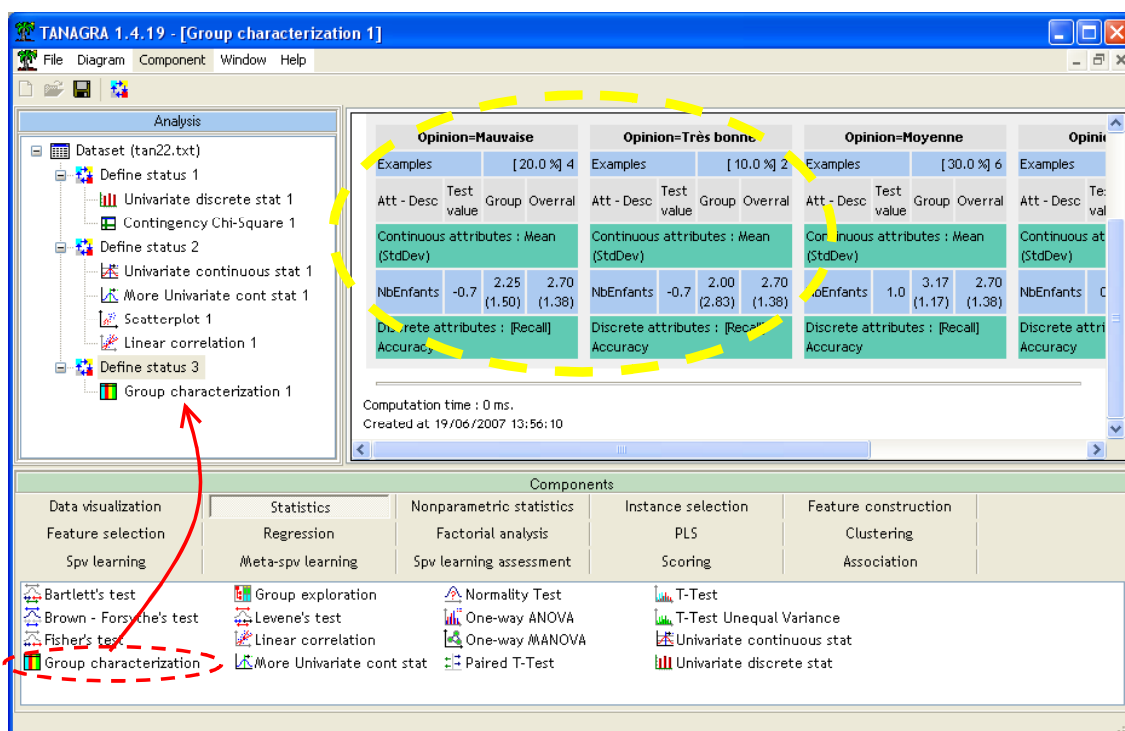 TANAGRA 1.4.19 - [Group characterization 1]
File Diagram Component Window Help
Analysis
Dataset (tan22.txt)
Define status 1
Univariate discrete stat 1
Contingency Chi-Square 1
Define status 2
Univariate continuous stat 1
More Univariate cont stat 1
Scatterplot 1
Linear correlation 1
Define status 3
Group characterization 1
Opinion=Mauvaise
Examples [ 20.0 %] 4
Att - Desc Test value Group Overral
Continuous attributes : Mean
(StdDev)
NbEnfants -0.7 2.25 (1.50) 2.70 (1.38)
Discrete attributes : [Recall]
Accuracy
Opinion=Très bonne
Examples [ 10.0 %] 2
Att - Desc Test value Group Overral
Continuous attributes : Mean
(StdDev)
NbEnfants -0.7 2.00 (2.83) 2.70 (1.38)
Discrete attributes : [Recall]
Accuracy
Opinion=Moyenne
Examples [ 30.0 %] 6
Att - Desc Test value Group Overral
Continuous attributes : Mean
(StdDev)
NbEnfants 1.0 3.17 (1.17) 2.70 (1.38)
Discrete attributes : [Recall]
Accuracy
Examples
Att - Desc
Continuous
(StdDev)
NbEnfants
Discrete
Accuracy
Computation time : 0 ms.
Created at 19/06/2007 13:56:10
Components
Data visualization Statistics Nonparametric statistics Instance selection Feature construction
Feature selection Regression Factorial analysis PLS Clustering
Spv learning Meta-spv learning Spv learning assessment Scoring Association
Bartlett's test Group exploration Normality Test T-Test
Brown - Forsythe's test Levene's test One-way ANOVA T-Test Unequal Variance
Fisher's test Linear correlation One-way MANOVA Univariate continuous stat
Group characterization More Univariate cont stat Paired T-Test Univariate discrete stat